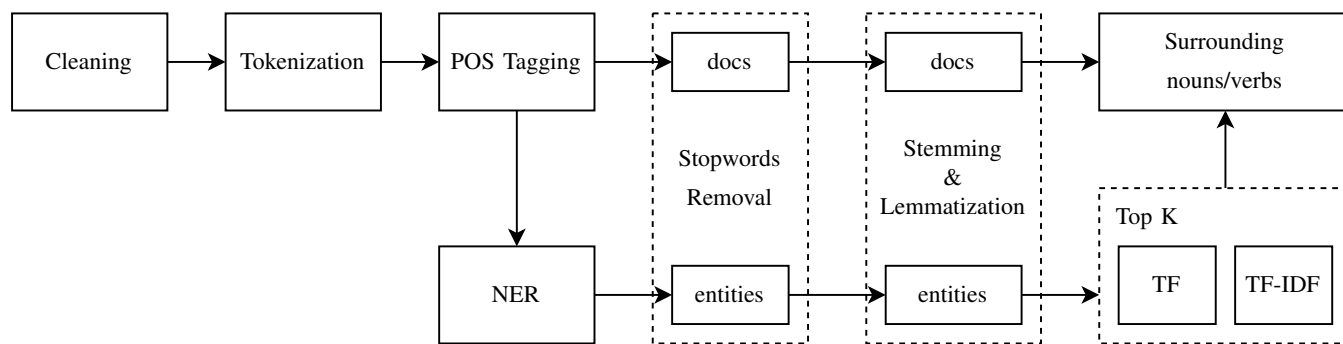 Cleaning
Tokenization
POS Tagging
docs
docs
Surrounding
nouns/verbs
Stopwords
Removal
Stemming
&
Lemmatization
Top K
NER
entities
entities
TF
TF-IDF